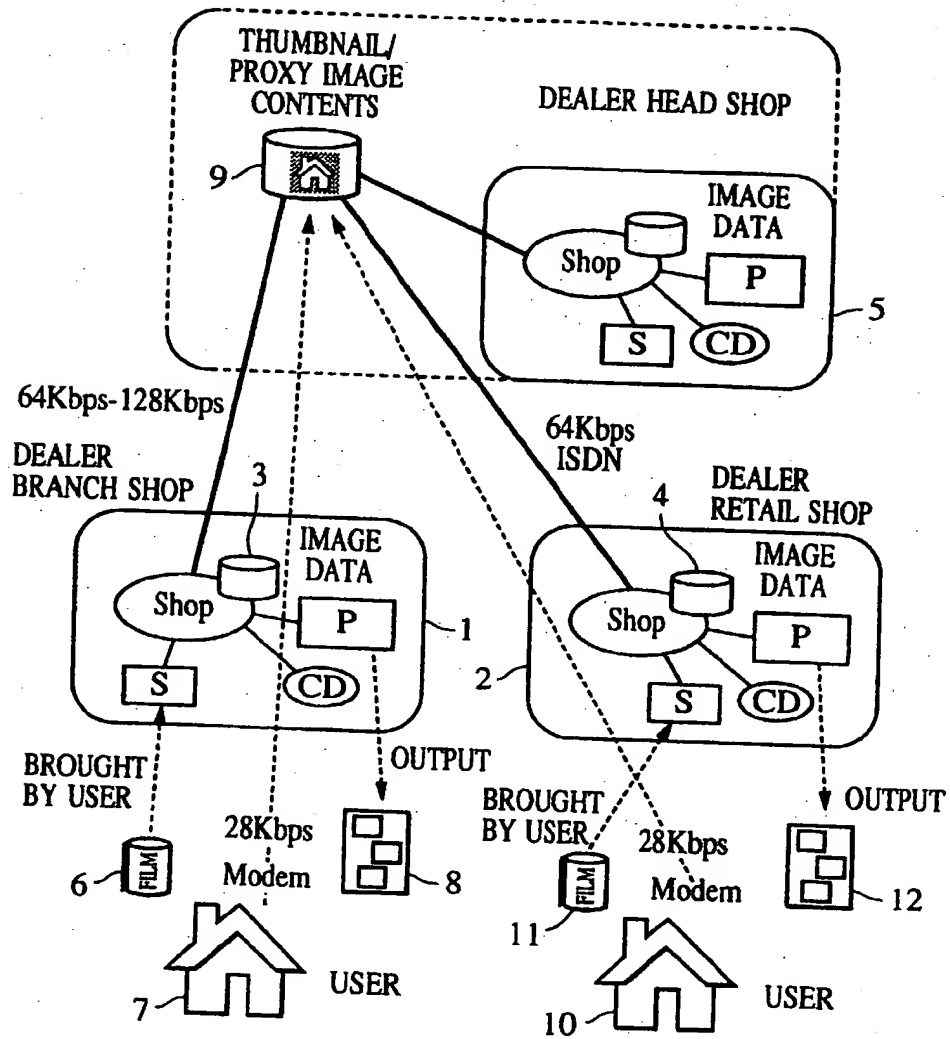 THUMBNAIL/
PROXY IMAGE
CONTENTS
DEALER HEAD SHOP
9
IMAGE
DATA
Shop
P
S
CD
5
64Kbps-128Kbps
64Kbps
ISDN
DEALER
BRANCH SHOP
3
IMAGE
DATA
Shop
P
S
CD
1
DEALER
RETAIL SHOP
4
IMAGE
DATA
Shop
P
S
CD
2
BROUGHT
BY USER
OUTPUT
6
FILM
28Kbps
Modem
8
7
USER
BROUGHT
BY USER
OUTPUT
11
FILM
28Kbps
Modem
12
10
USER